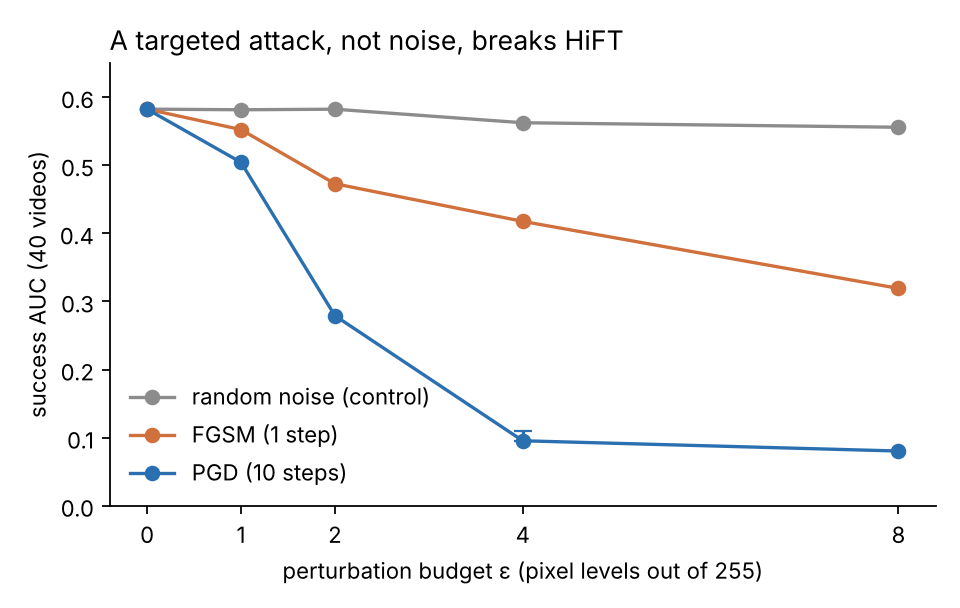 A targeted attack, not noise, breaks HiFT
success AUC (40 videos)
0.6
0.5
0.4
0.3
0.2
0.1
0.0
random noise (control)
FGSM (1 step)
PGD (10 steps)
0 1 2 4 8
perturbation budget ε (pixel levels out of 255)